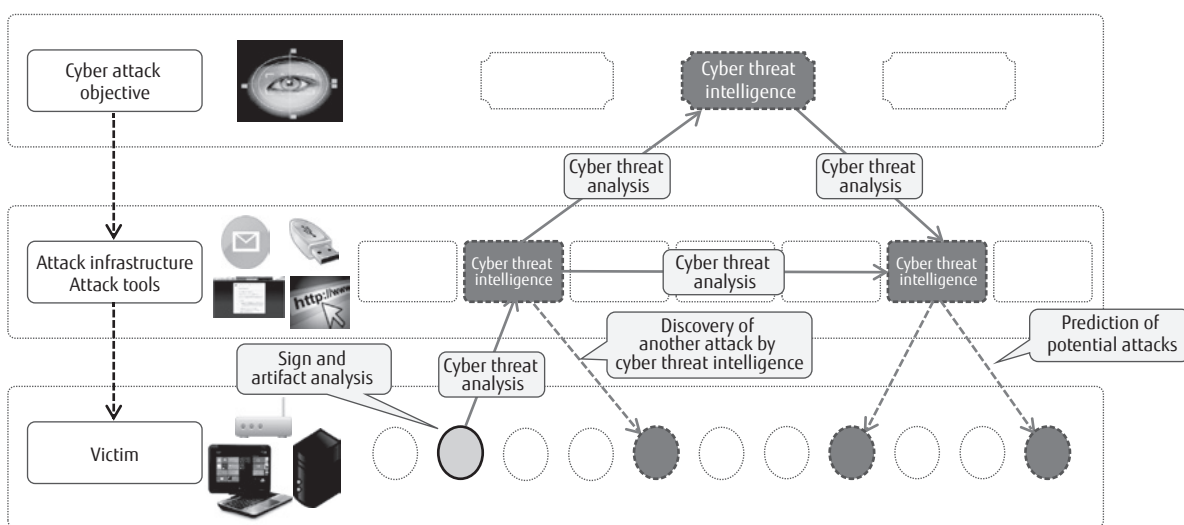 Cyber attack
objective
Cyber threat
intelligence
Cyber threat
analysis
Cyber threat
analysis
Attack infrastructure
Attack tools
http://www
Cyber threat
intelligence
Cyber threat
analysis
Cyber threat
intelligence
Sign and
artifact analysis
Cyber threat
analysis
Discovery of
another attack by
cyber threat intelligence
Prediction of
potential attacks
Victim